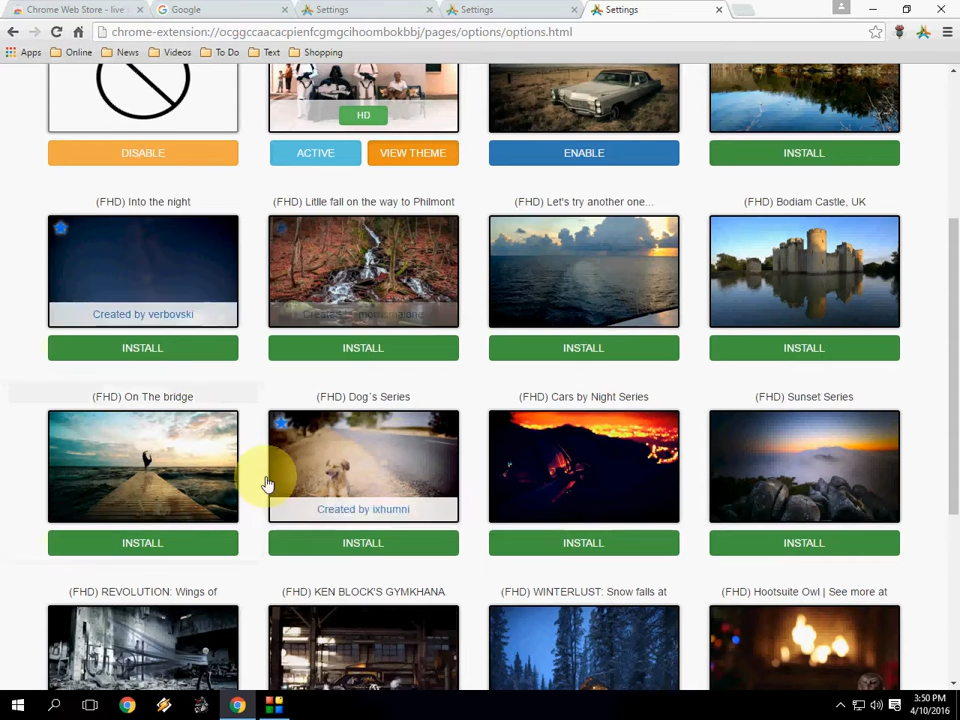 Chrome Web Store - live s
Google
Settings
Settings
Settings
chrome-extension://ocggccaacacpienfcgmgcihoombokbbj/pages/options/options.html
Apps Online News Videos To Do Text Shopping
HD
DISABLE ACTIVE VIEW THEME ENABLE INSTALL
(FHD) Into the night (FHD) Litlle fall on the way to Philmont (FHD) Let's try another one... (FHD) Bodiam Castle, UK
Created by verbovski Created by morrismalone
INSTALL INSTALL INSTALL INSTALL
(FHD) On The bridge (FHD) Dog´s Series (FHD) Cars by Night Series (FHD) Sunset Series
Created by ixhumni
INSTALL INSTALL INSTALL INSTALL
(FHD) REVOLUTION: Wings of (FHD) KEN BLOCK'S GYMKHANA (FHD) WINTERLUST: Snow falls at (FHD) Hootsuite Owl | See more at
3:50 PM
4/10/2016